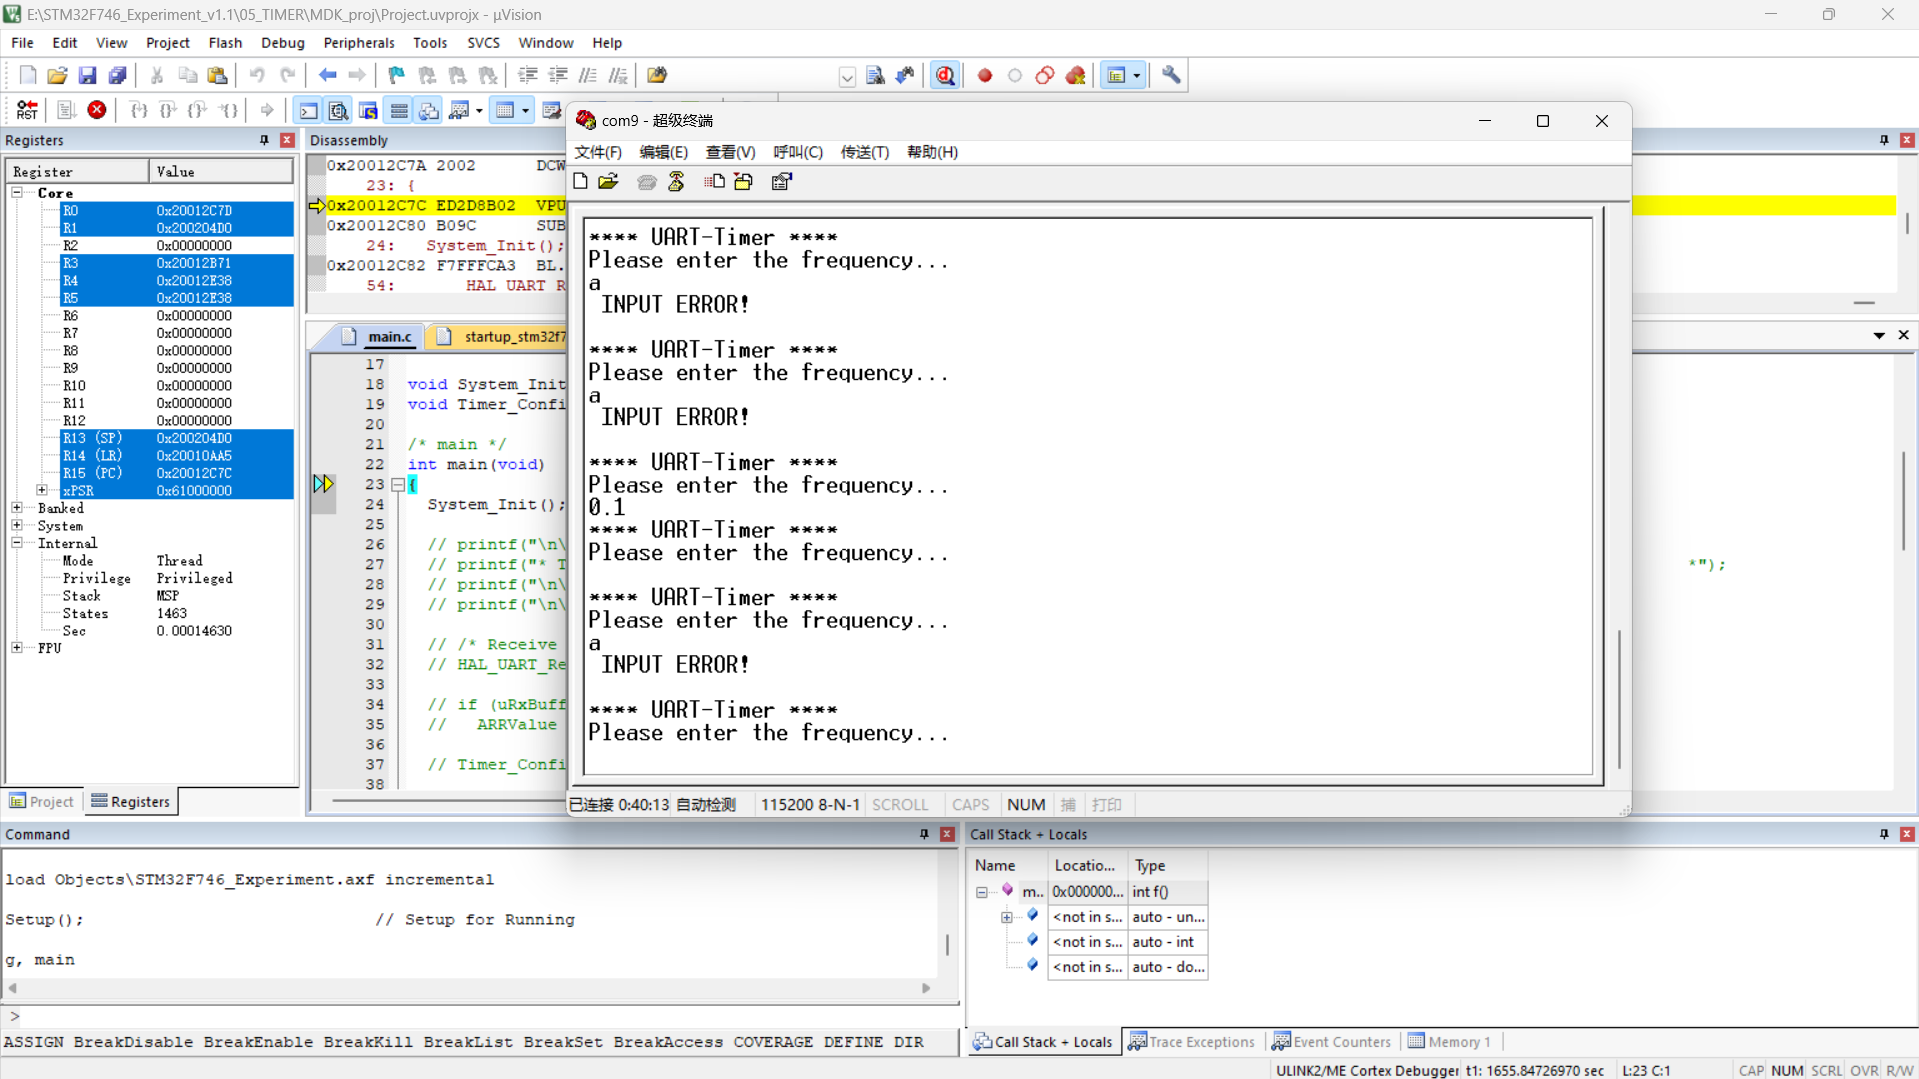 E:\STM32F746_Experiment_v1.1\05_TIMER\MDK_proj\Project.uvprojx - µVision
File Edit View Project Flash Debug Peripherals Tools SVCS Window Help
RST
Registers
Register Value
Core
R0 0x20012C7D
R1 0x200204D0
R2 0x00000000
R3 0x20012B71
R4 0x20012E38
R5 0x20012E38
R6 0x00000000
R7 0x00000000
R8 0x00000000
R9 0x00000000
R10 0x00000000
R11 0x00000000
R12 0x00000000
R13 (SP) 0x200204D0
R14 (LR) 0x20010AA5
R15 (PC) 0x20012C7C
xPSR 0x61000000
Banked
System
Internal
Mode Thread
Privilege Privileged
Stack MSP
States 1463
Sec 0.00014630
FPU
Project Registers
Disassembly
0x20012C7A 2002 DCW
23: {
0x20012C7C ED2D8B02 VPU
0x20012C80 B09C SUB
24: System_Init();
0x20012C82 F7FFFCA3 BL.
54: HAL_UART_R
main.c startup_stm32f7
17
18 void System_Init
19 void Timer_Confi
20
21 /* main */
22 int main(void)
23 {
24 System_Init();
25
26 // printf("\n\
27 // printf("* T
28 // printf("\n\
29 // printf("\n\
30
31 // /* Receive
32 // HAL_UART_Re
33
34 // if (uRxBuff
35 // ARRValue
36
37 // Timer_Confi
38
*");
com9 - 超级终端
文件(F) 编辑(E) 查看(V) 呼叫(C) 传送(T) 帮助(H)
**** UART-Timer ****
Please enter the frequency...
a
INPUT ERROR!
**** UART-Timer ****
Please enter the frequency...
a
INPUT ERROR!
**** UART-Timer ****
Please enter the frequency...
0.1
**** UART-Timer ****
Please enter the frequency...
**** UART-Timer ****
Please enter the frequency...
a
INPUT ERROR!
**** UART-Timer ****
Please enter the frequency...
已连接 0:40:13 自动检测 115200 8-N-1 SCROLL CAPS NUM 捕 打印
Command
load Objects\STM32F746_Experiment.axf incremental
Setup(); // Setup for Running
g, main
>
ASSIGN BreakDisable BreakEnable BreakKill BreakList BreakSet BreakAccess COVERAGE DEFINE DIR
Call Stack + Locals
Name Locatio... Type
m... 0x000000... int f()
<not in s... auto - un...
<not in s... auto - int
<not in s... auto - do...
Call Stack + Locals Trace Exceptions Event Counters Memory 1
ULINK2/ME Cortex Debugger t1: 1655.84726970 sec L:23 C:1 CAP NUM SCRL OVR R/W